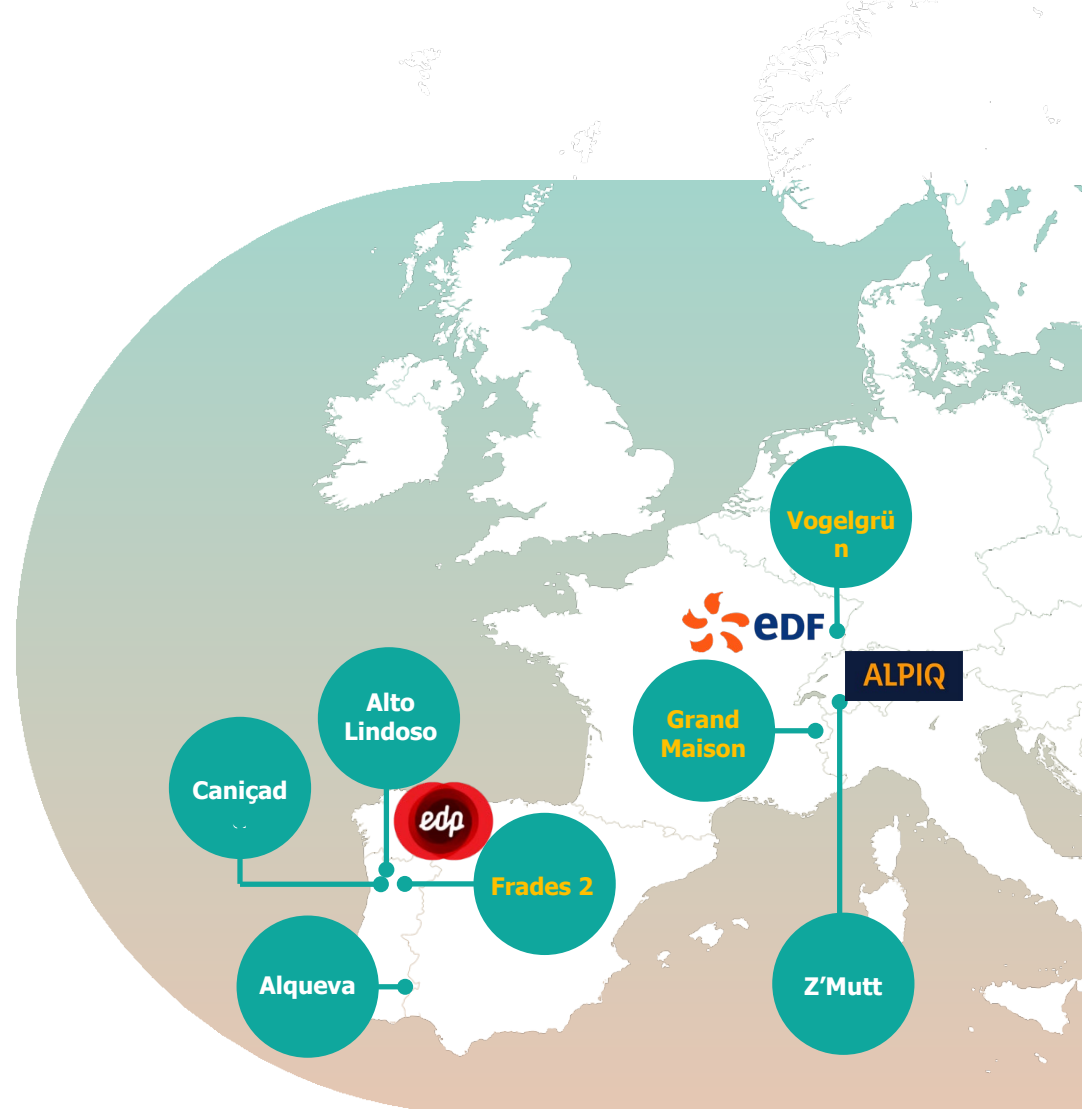 Vogelgrü
n
eDF
ALPIQ
Grand
Maison
Alto
Lindoso
Caniçad
edp
Frades 2
Alqueva
Z’Mutt